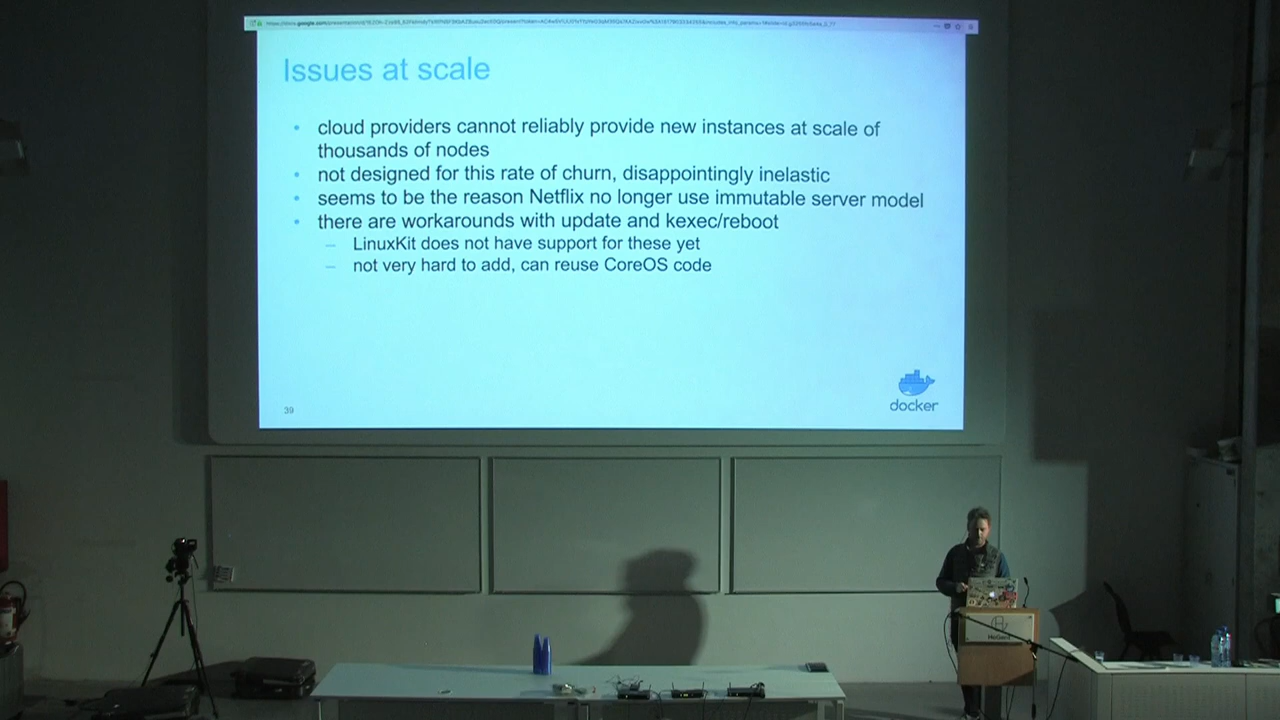 Issues at scale
cloud providers cannot reliably provide new instances at scale of
thousands of nodes
not designed for this rate of churn, disappointingly inelastic
seems to be the reason Netflix no longer use immutable server model
there are workarounds with update and kexec/reboot
LinuxKit does not have support for these yet
not very hard to add, can reuse CoreOS code
docker
39